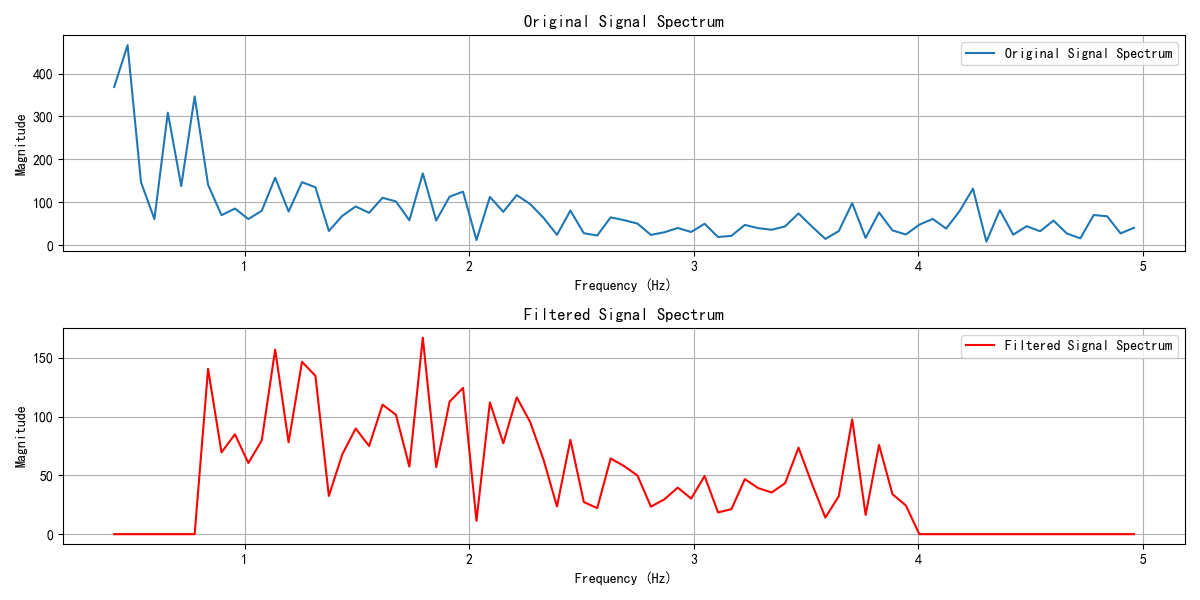 Original Signal Spectrum
Original Signal Spectrum
Magnitude
400
300
200
100
0
1 2 3 4 5
Frequency (Hz)
Filtered Signal Spectrum
Filtered Signal Spectrum
Magnitude
150
100
50
0
1 2 3 4 5
Frequency (Hz)